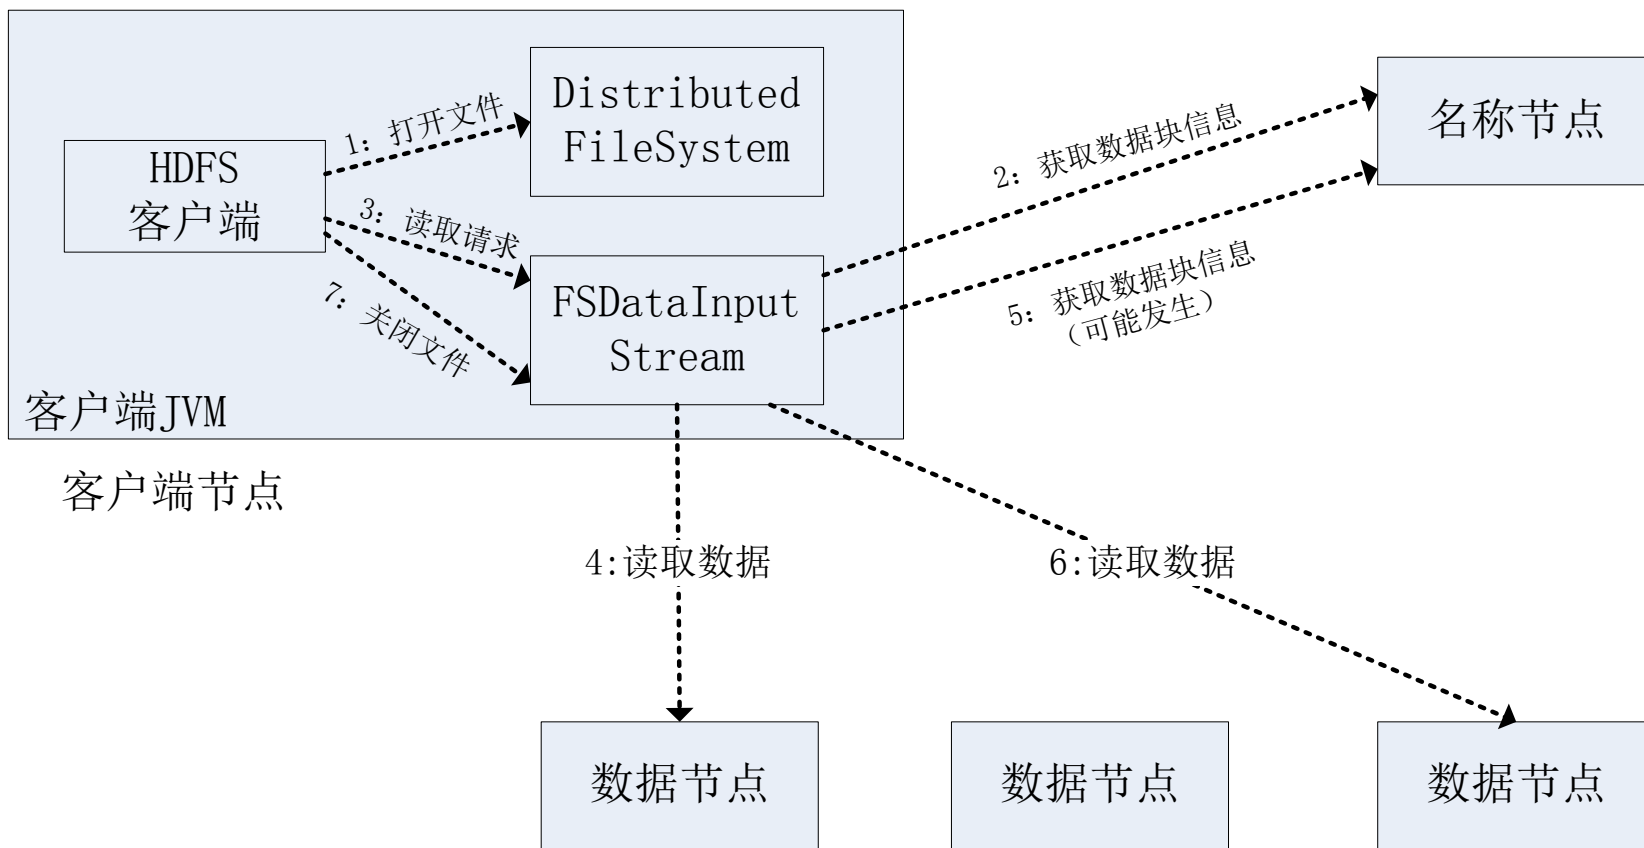 Distributed
FileSystem
名称节点
1: 打开文件
2: 获取数据块信息
HDFS
客户端
3: 读取请求
7: 关闭文件
FSDataInput
Stream
5: 获取数据块信息
（可能发生）
客户端JVM
客户端节点
4:读取数据
6:读取数据
数据节点
数据节点
数据节点